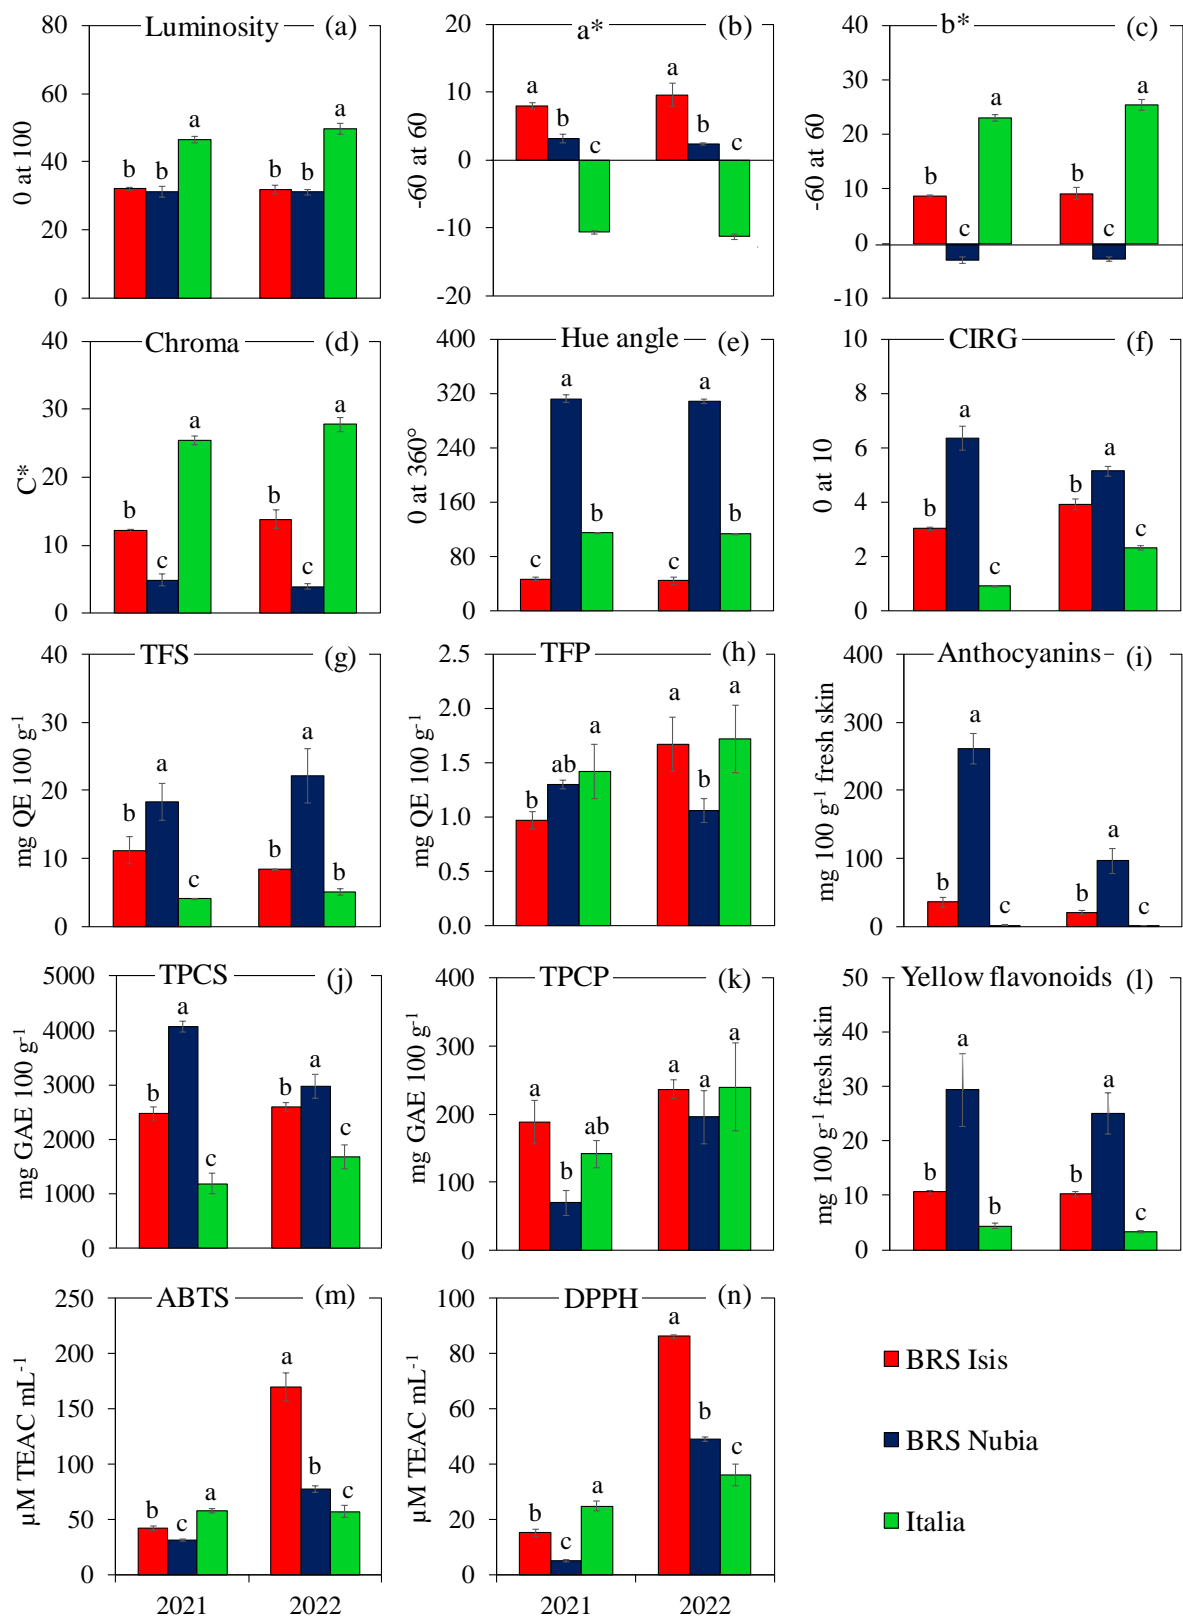 Luminosity (a)
0 at 100
80
60
40
20
0
b b a
b b a
a* (b)
-60 at 60
20
10
0
-10
-20
a b c
a b c
b* (c)
-60 at 60
40
30
20
10
0
-10
b c a
b c a
Chroma (d)
C*
40
30
20
10
0
b c a
b c a
Hue angle (e)
0 at 360°
400
320
240
160
80
0
c a b
c a b
CIRG (f)
0 at 10
10
8
6
4
2
0
b a c
b a c
TFS (g)
mg QE 100 g-1
40
30
20
10
0
b a c
b a b
TFP (h)
mg QE 100 g-1
2.5
2.0
1.5
1.0
0.5
0.0
b ab a
a b a
Anthocyanins (i)
mg 100 g-1 fresh skin
400
300
200
100
0
b a c
b a c
TPCS (j)
mg GAE 100 g-1
5000
4000
3000
2000
1000
0
b a c
b a c
TPCP (k)
mg GAE 100 g-1
400
300
200
100
0
a b ab
a a a
Yellow flavonoids (l)
mg 100 g-1 fresh skin
50
40
30
20
10
0
b a b
b a c
ABTS (m)
µM TEAC mL-1
250
200
150
100
50
0
b c a
a b c
2021 2022
DPPH (n)
µM TEAC mL-1
100
80
60
40
20
0
b c a
a b c
2021 2022
BRS Isis
BRS Nubia
Italia